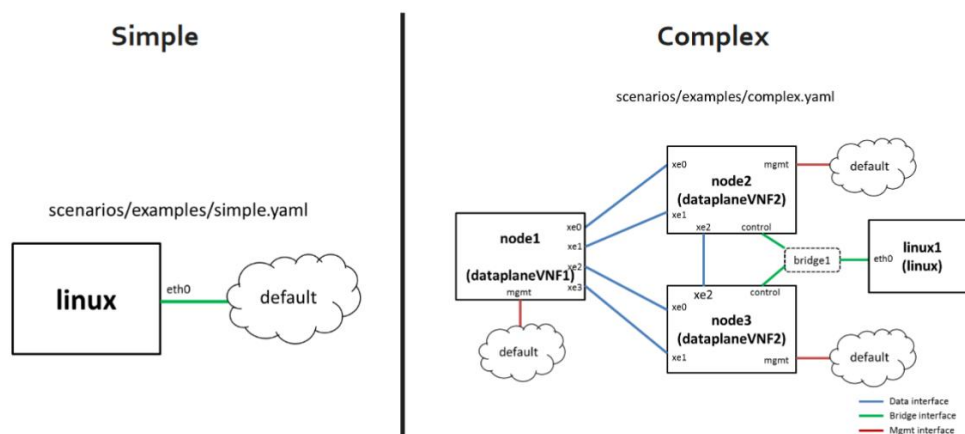 Simple
scenarios/examples/simple.yaml
linux
eth0
default
Complex
scenarios/examples/complex.yaml
node1
(dataplaneVNF1)
xe0
xe1
xe2
xe3
mgmt
default
xe0
xe1
node2
(dataplaneVNF2)
mgmt
xe2
control
default
bridge1
eth0
linux1
(linux)
xe2
control
xe0
xe1
node3
(dataplaneVNF2)
mgmt
default
Data interface
Bridge interface
Mgmt interface